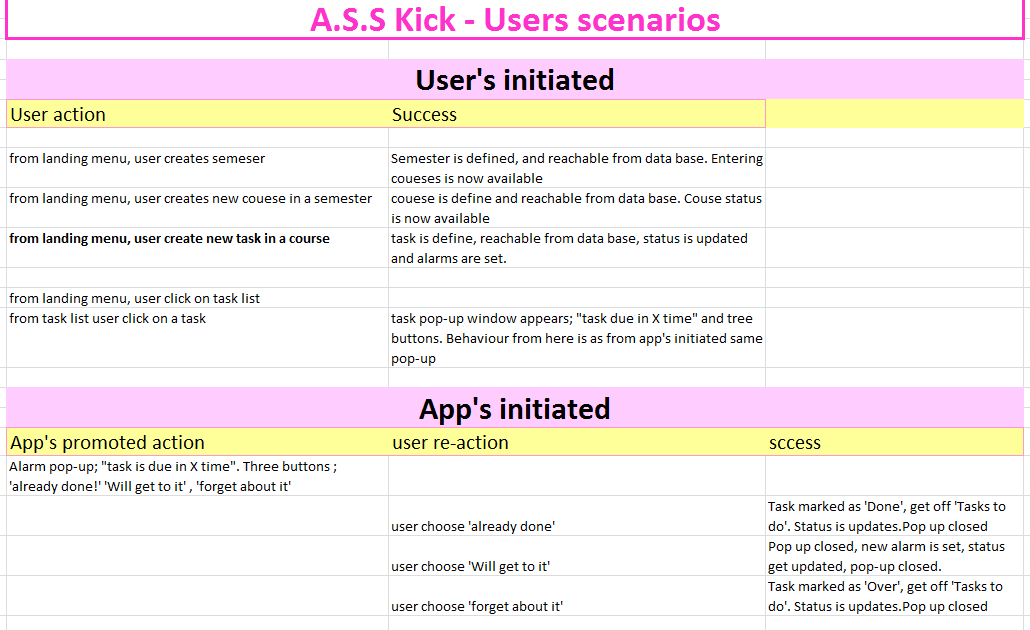 A.S.S Kick - Users scenarios
User's initiated
User action Success
from landing menu, user creates semeser Semester is defined, and reachable from data base. Entering
coueses is now available
from landing menu, user creates new couese in a semester couese is define and reachable from data base. Couse status
is now available
from landing menu, user create new task in a course task is define, reachable from data base, status is updated
and alarms are set.
from landing menu, user click on task list
from task list user click on a task task pop-up window appears; "task due in X time" and tree
buttons. Behaviour from here is as from app's initiated same
pop-up
App's initiated
App's promoted action user re-action sccess
Alarm pop-up; "task is due in X time". Three buttons ;
'already done!' 'Will get to it' , 'forget about it'
Task marked as 'Done', get off 'Tasks to
user choose 'already done' do'. Status is updates.Pop up closed
Pop up closed, new alarm is set, status
user choose 'Will get to it' get updated, pop-up closed.
Task marked as 'Over', get off 'Tasks to
user choose 'forget about it' do'. Status is updates.Pop up closed